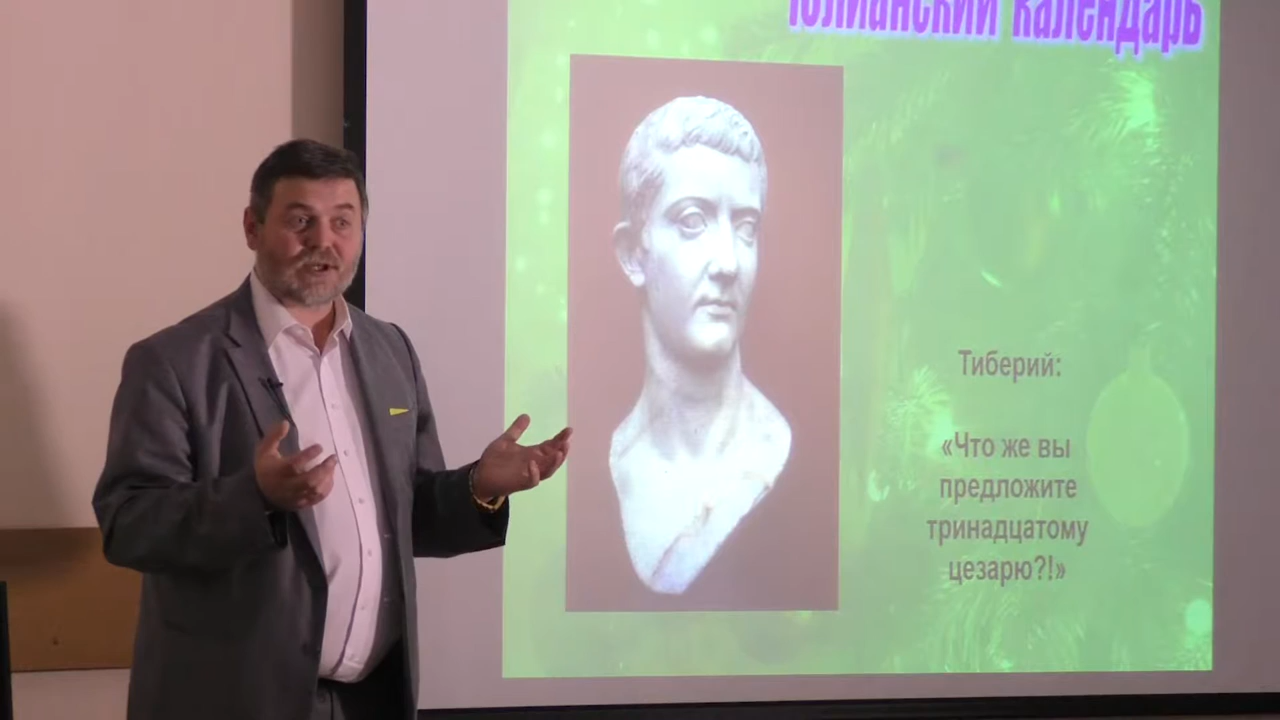 Юлианский календарь
Тиберий:
«Что же вы
предложите
тринадцатому
цезарю?!»